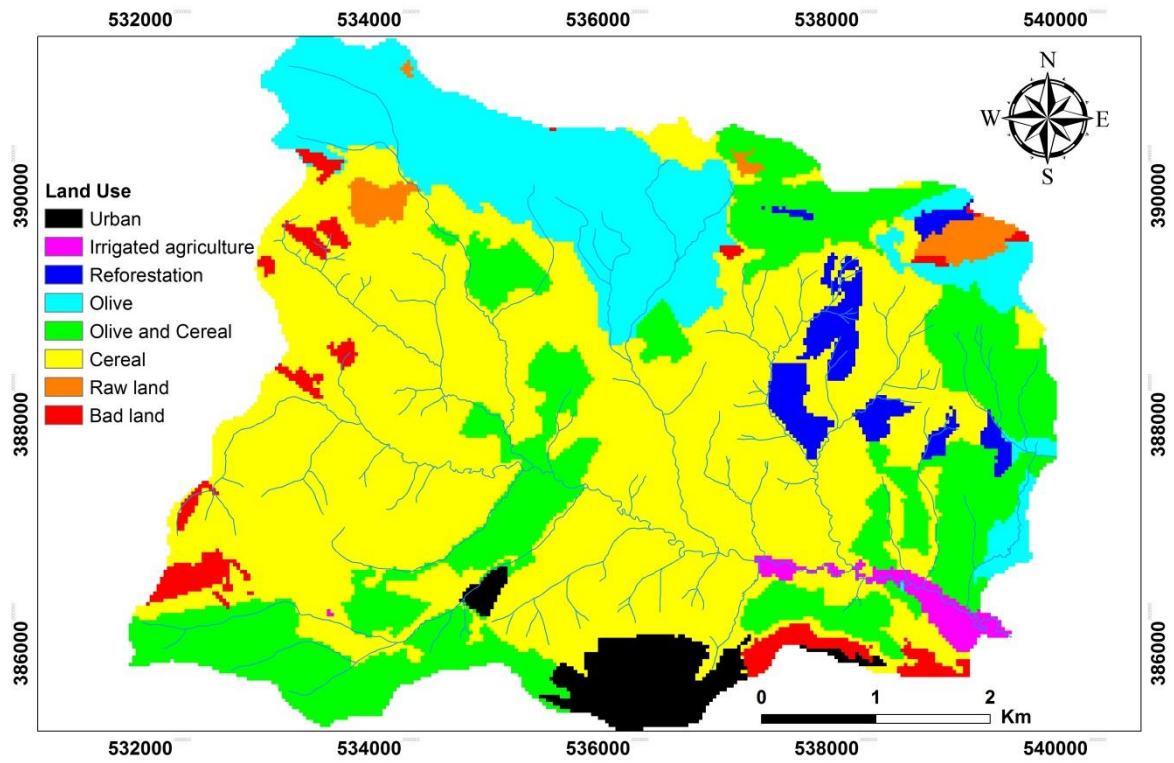 532000 534000 536000 538000 540000
N
W E
S
390000 390000
Land Use
Urban
Irrigated agriculture
Reforestation
Olive
Olive and Cereal
Cereal
Raw land
Bad land
388000 388000
386000 386000
0 1 2
Km
532000 534000 536000 538000 540000